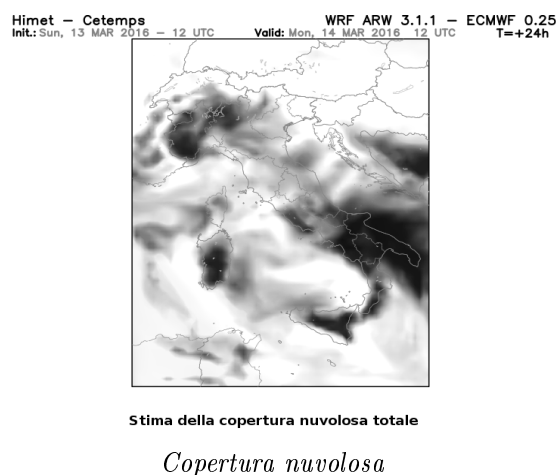 Himet – Cetemps WRF ARW 3.1.1 – ECMWF 0.25
Init.: Sun, 13 MAR 2016 – 12 UTC Valid: Mon, 14 MAR 2016 12 UTC T=+24h
Stima della copertura nuvolosa totale
Copertura nuvolosa